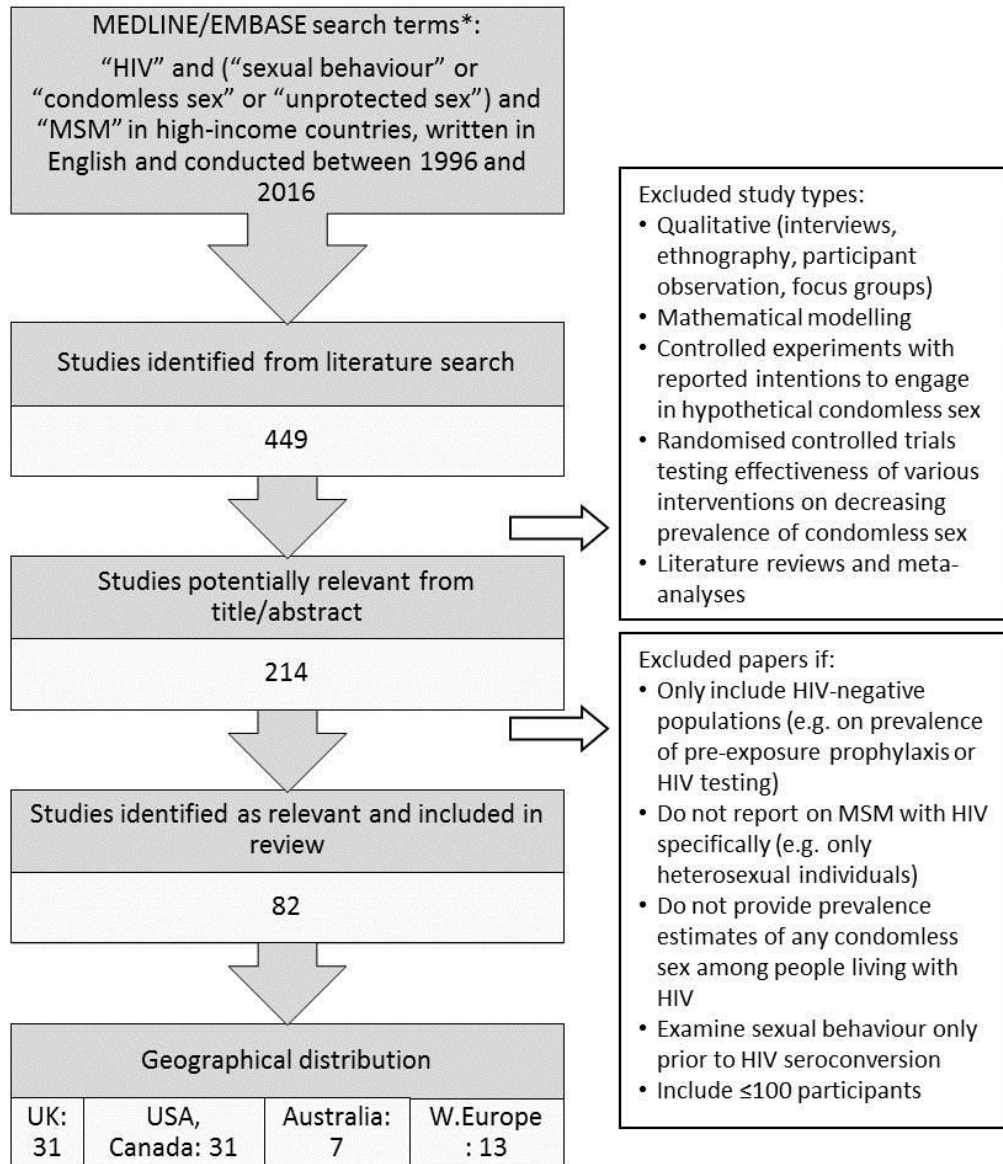 MEDLINE/EMBASE search terms*:
“HIV” and (“sexual behaviour” or
“condomless sex” or “unprotected sex”) and
“MSM” in high-income countries, written in
English and conducted between 1996 and
2016
Studies identified from literature search
449
Excluded study types:
• Qualitative (interviews,
ethnography, participant
observation, focus groups)
• Mathematical modelling
• Controlled experiments with
reported intentions to engage
in hypothetical condomless sex
• Randomised controlled trials
testing effectiveness of various
interventions on decreasing
prevalence of condomless sex
• Literature reviews and meta-
analyses
Studies potentially relevant from
title/abstract
214
Excluded papers if:
• Only include HIV-negative
populations (e.g. on prevalence
of pre-exposure prophylaxis or
HIV testing)
• Do not report on MSM with HIV
specifically (e.g. only
heterosexual individuals)
• Do not provide prevalence
estimates of any condomless
sex among people living with
HIV
• Examine sexual behaviour only
prior to HIV seroconversion
• Include ≤100 participants
Studies identified as relevant and included in
review
82
Geographical distribution
UK:
31
USA,
Canada: 31
Australia:
7
W.Europe
: 13